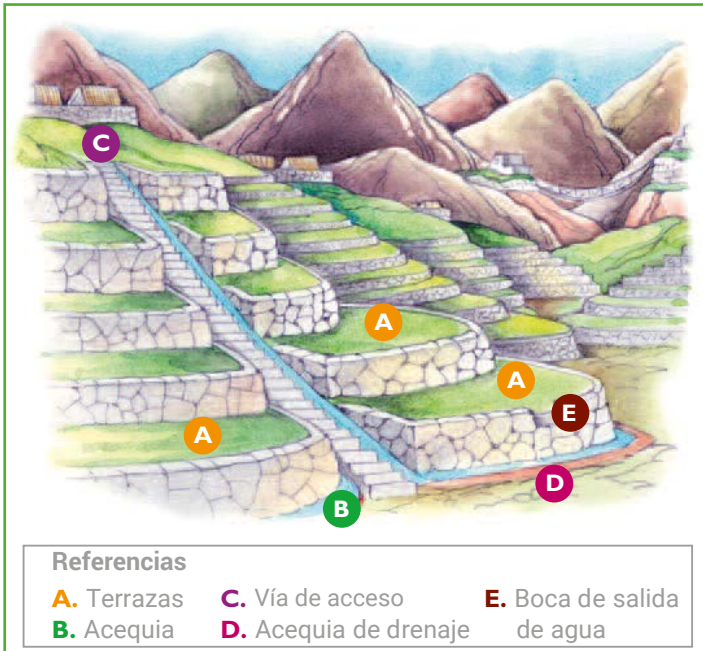 C
A
A
E
A
D
B
Referencias
A. Terrazas C. Vía de acceso E. Boca de salida
B. Acequia D. Acequia de drenaje de agua